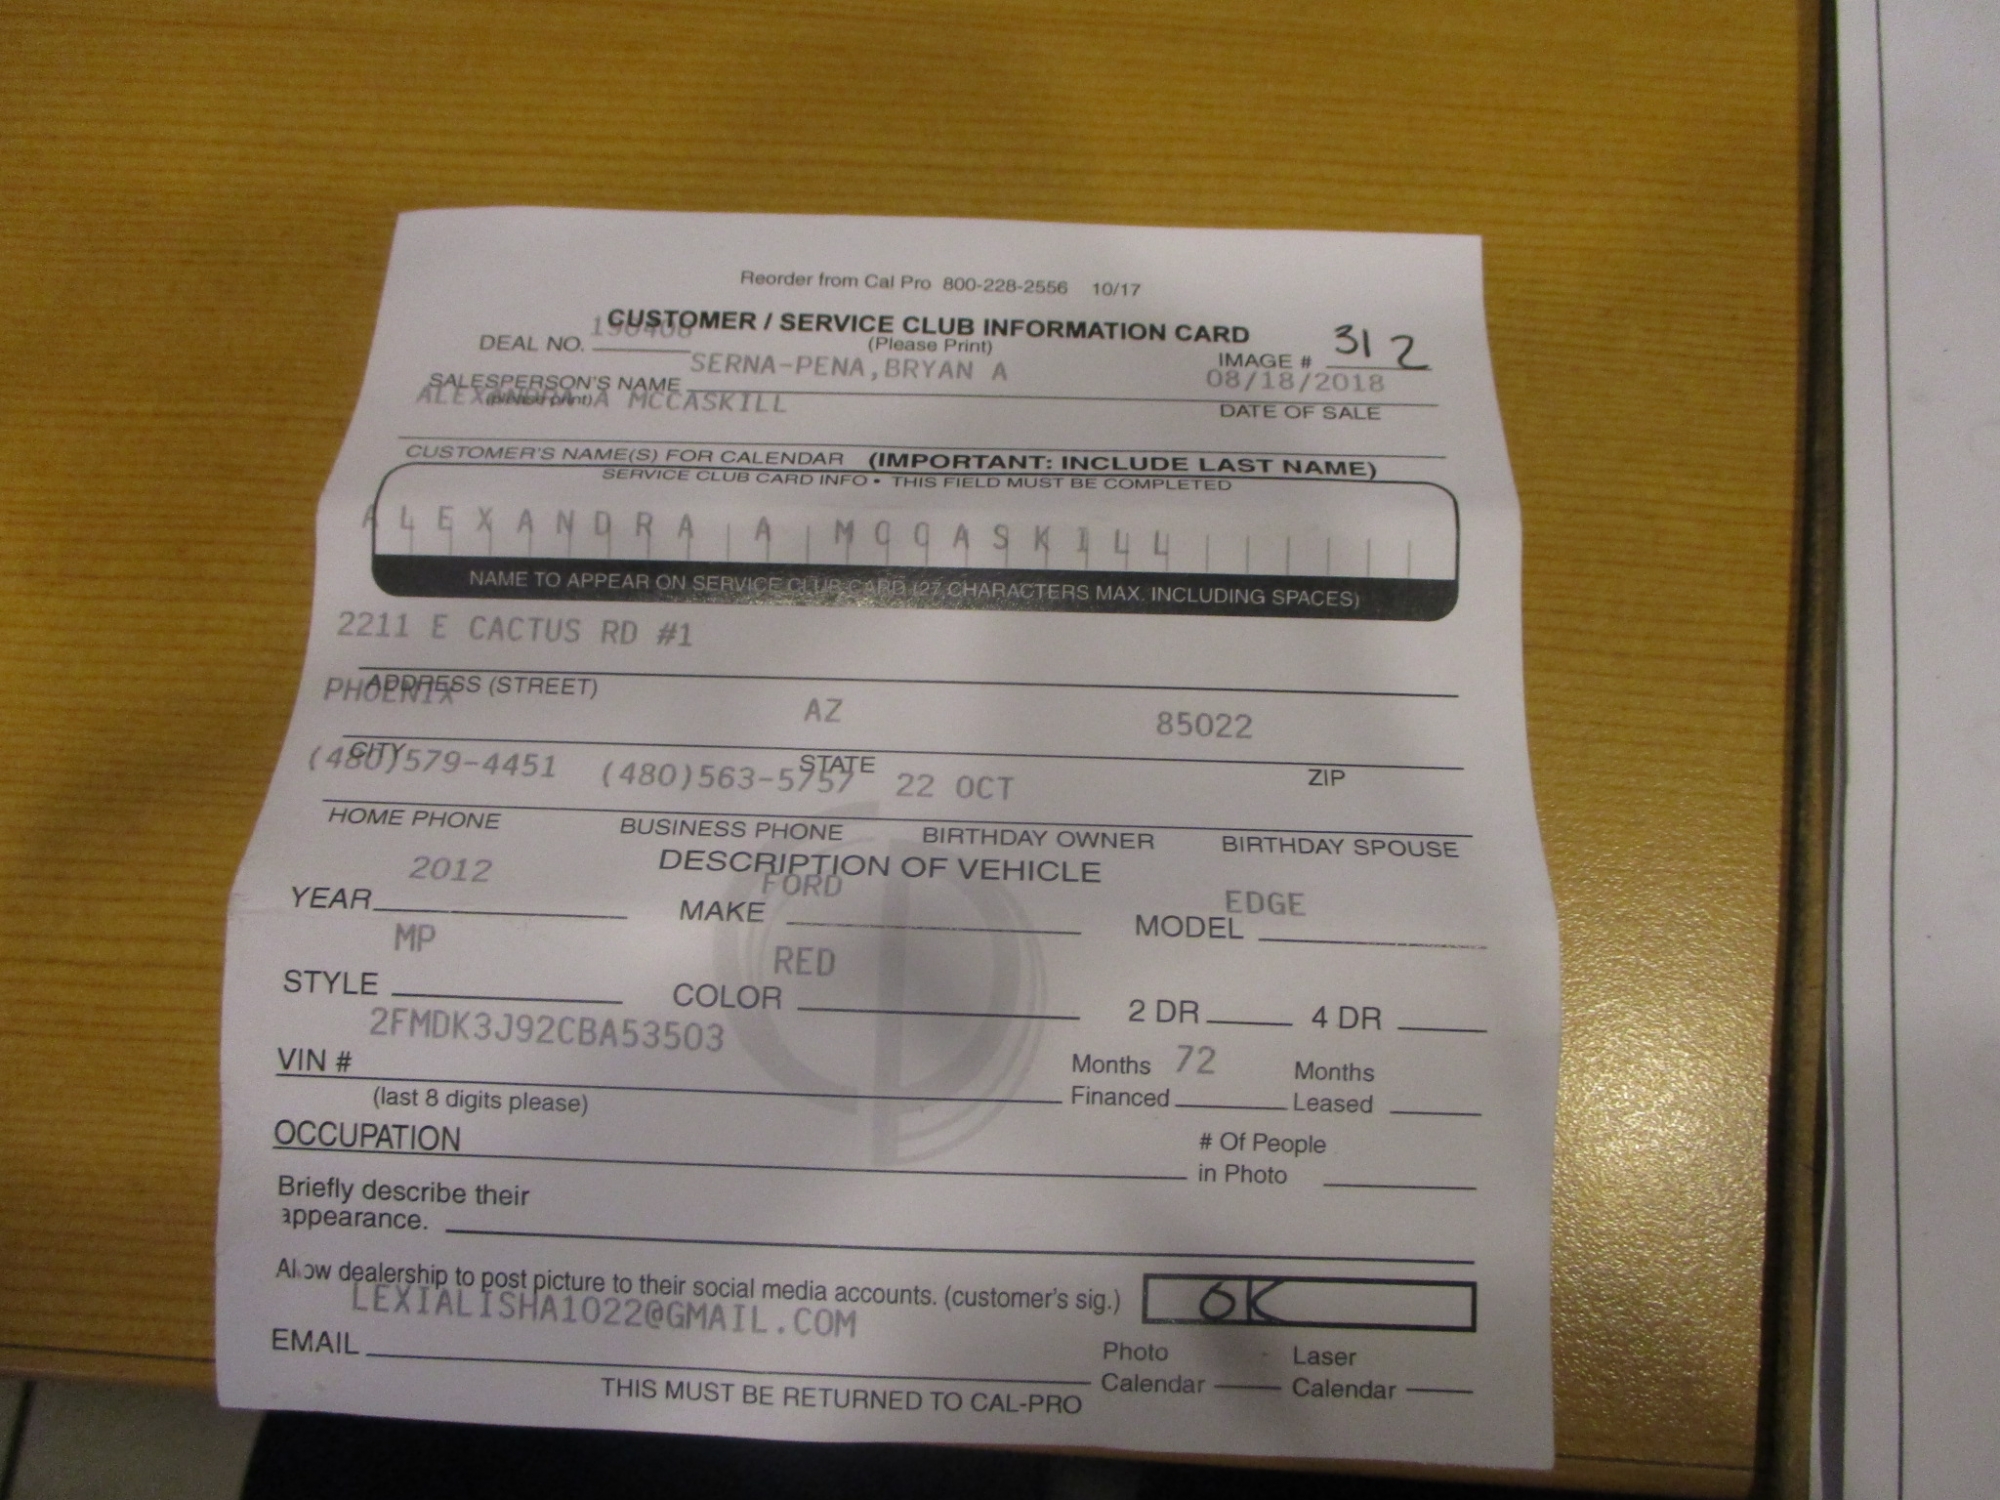 Reorder from Cal Pro 800-228-2556 10/17
CUSTOMER / SERVICE CLUB INFORMATION CARD
(Please Print)
DEAL NO.
IMAGE # 312
SERNA-PENA,BRYAN A
08/18/2018
SALESPERSON'S NAME
(please print)
DATE OF SALE
ALEXANDRA A MCCASKILL
CUSTOMER'S NAME(S) FOR CALENDAR (IMPORTANT: INCLUDE LAST NAME)
SERVICE CLUB CARD INFO • THIS FIELD MUST BE COMPLETED
ALEXANDRA A MCCASKILL
NAME TO APPEAR ON SERVICE CLUB CARD (27 CHARACTERS MAX. INCLUDING SPACES)
2211 E CACTUS RD #1
ADDRESS (STREET)
PHOENIX AZ 85022
CITY STATE ZIP
(480)579-4451 (480)563-5757 22 OCT
HOME PHONE BUSINESS PHONE BIRTHDAY OWNER BIRTHDAY SPOUSE
DESCRIPTION OF VEHICLE
2012 FORD EDGE
YEAR MAKE MODEL
MP RED
STYLE COLOR 2 DR 4 DR
2FMDK3J92CBA53503
VIN # Months 72 Months
(last 8 digits please) Financed Leased
OCCUPATION # Of People
in Photo
Briefly describe their
appearance.
Allow dealership to post picture to their social media accounts. (customer's sig.) OK
LEXIALISHA1022@GMAIL.COM
EMAIL Photo Laser
Calendar Calendar
THIS MUST BE RETURNED TO CAL-PRO